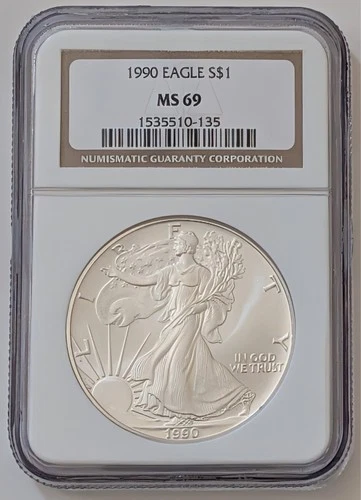 1990 EAGLE S$1
MS 69
1535510-135
NUMISMATIC GUARANTY CORPORATION
LIBERTY
IN GOD
WE TRUST
1990